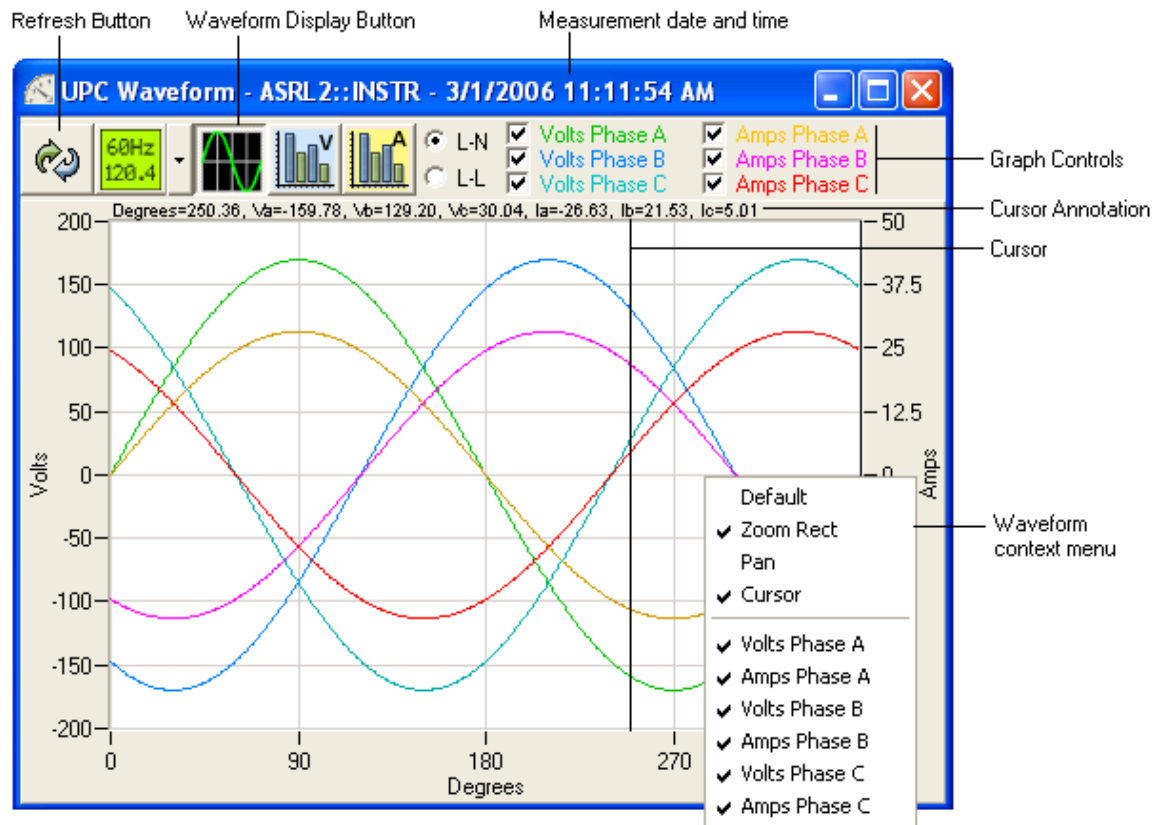 Refresh Button
Waveform Display Button
Measurement date and time
UPC Waveform - ASRL2::INSTR - 3/1/2006 11:11:54 AM
60Hz
120.4
V
A
L-N
L-L
Volts Phase A
Volts Phase B
Volts Phase C
Amps Phase A
Amps Phase B
Amps Phase C
Graph Controls
Degrees=250.36, Va=-159.78, Vb=129.20, Vc=30.04, Ia=-26.63, Ib=21.53, Ic=5.01
Cursor Annotation
Cursor
200
150
100
50
0
-50
-100
-150
-200
Volts
50
37.5
25
12.5
0
Amps
0
90
180
270
Degrees
Default
Zoom Rect
Pan
Cursor
Volts Phase A
Amps Phase A
Volts Phase B
Amps Phase B
Volts Phase C
Amps Phase C
Waveform
context menu